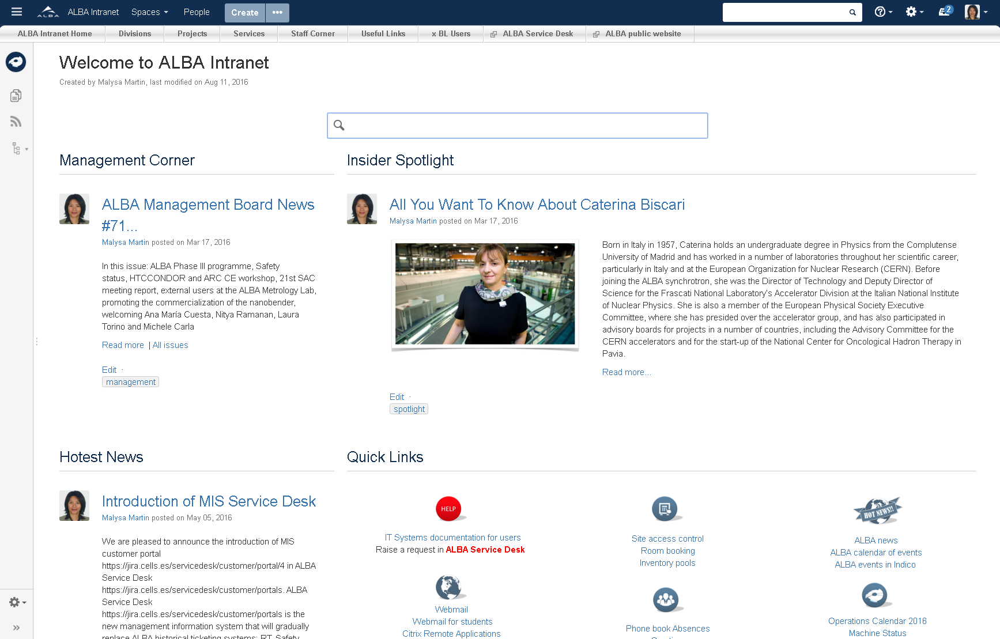 ALBA
ALBA Intranet
Spaces
People
Create
2
ALBA Intranet Home
Divisions
Projects
Services
Staff Corner
Useful Links
x BL Users
ALBA Service Desk
ALBA public website
Welcome to ALBA Intranet
Created by Malysa Martin, last modified on Aug 11, 2016
Management Corner
ALBA Management Board News
#71...
Malysa Martin posted on Mar 17, 2016
In this issue: ALBA Phase III programme, Safety
status, HTCCONDOR and ARC CE workshop, 21st SAC
meeting report, external users at the ALBA Metrology Lab,
promoting the commercialization of the nanobender,
welcoming Ana María Cuesta, Nitya Ramanan, Laura
Torino and Michele Carla
Read more | All issues
Edit ·
management
Insider Spotlight
All You Want To Know About Caterina Biscari
Malysa Martin posted on Mar 17, 2016
Born in Italy in 1957, Caterina holds an undergraduate degree in Physics from the Complutense
University of Madrid and has worked in a number of laboratories throughout her scientific career,
particularly in Italy and at the European Organization for Nuclear Research (CERN). Before
joining the ALBA synchrotron, she was the Director of Technology and Deputy Director of
Science for the Frascati National Laboratory's Accelerator Division at the Italian National Institute
of Nuclear Physics. She is also a member of the European Physical Society Executive
Committee, where she has presided over the accelerator group, and has also participated in
advisory boards for projects in a number of countries, including the Advisory Committee for the
CERN accelerators and for the start-up of the National Center for Oncological Hadron Therapy in
Pavia.
Read more...
Edit ·
spotlight
Hotest News
Introduction of MIS Service Desk
Malysa Martin posted on May 05, 2016
We are pleased to announce the introduction of MIS
customer portal
https://jira.cells.es/servicedesk/customer/portal/4 in ALBA
Service Desk
https://jira.cells.es/servicedesk/customer/portals. ALBA
Service Desk
https://jira.cells.es/servicedesk/customer/portals is the
new management information system that will gradually
replace ALBA historical ticketing systems: RT, Safety
Quick Links
HELP
IT Systems documentation for users
Raise a request in ALBA Service Desk
Webmail
Webmail for students
Citrix Remote Applications
Site access control
Room booking
Inventory pools
Phone book Absences
HOT NEWS!!
ALBA news
ALBA calendar of events
ALBA events in Indico
Operations Calendar 2016
Machine Status